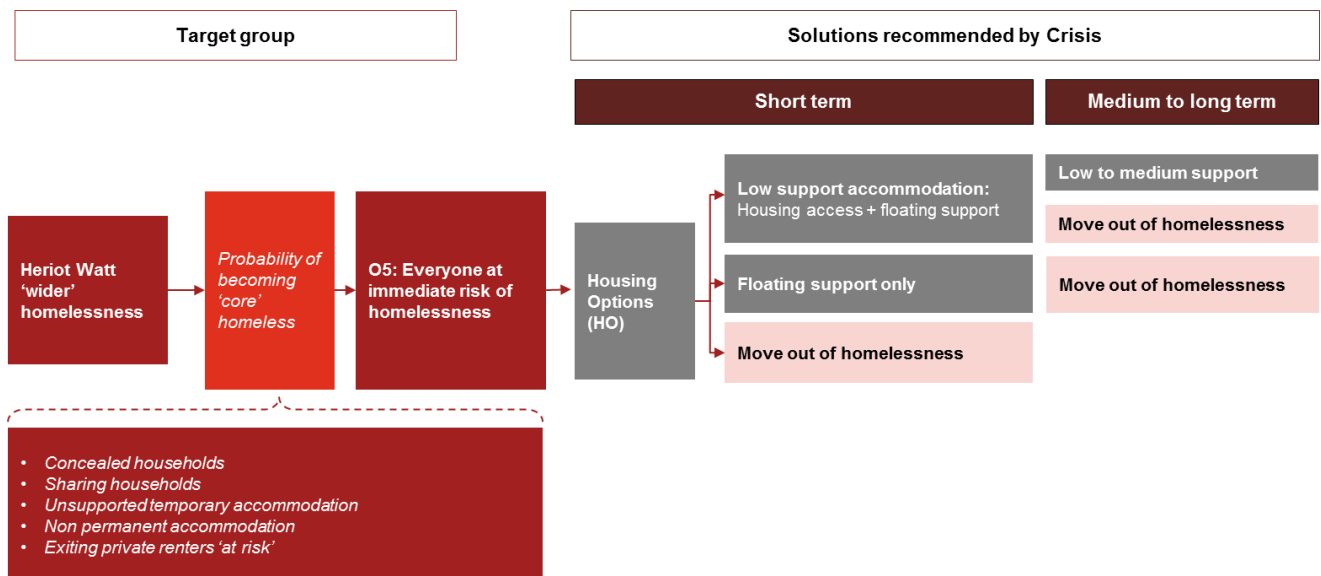 Target group
Solutions recommended by Crisis
Short term
Medium to long term
Heriot Watt
‘wider’
homelessness
Probability of
becoming
‘core’
homeless
O5: Everyone at
immediate risk of
homelessness
Housing
Options
(HO)
Low support accommodation:
Housing access + floating support
Floating support only
Move out of homelessness
Low to medium support
Move out of homelessness
Move out of homelessness
• Concealed households
• Sharing households
• Unsupported temporary accommodation
• Non permanent accommodation
• Exiting private renters ‘at risk’